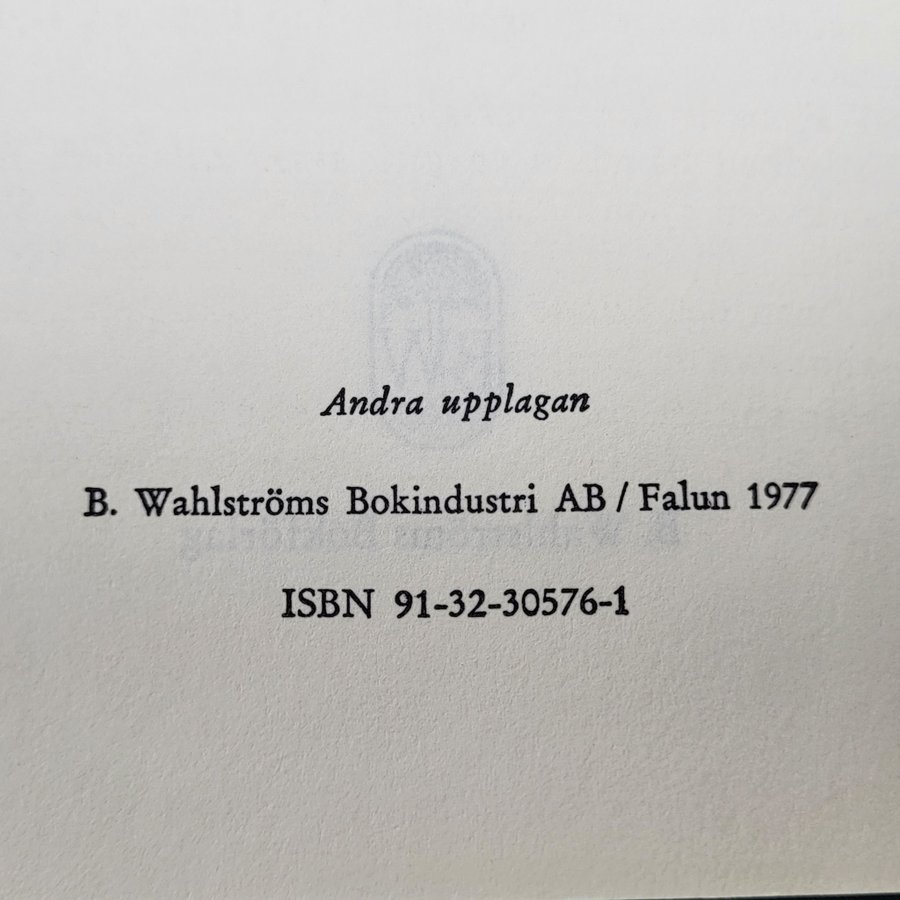 Andra upplagan
B. Wahlströms Bokindustri AB / Falun 1977
ISBN 91-32-30576-1